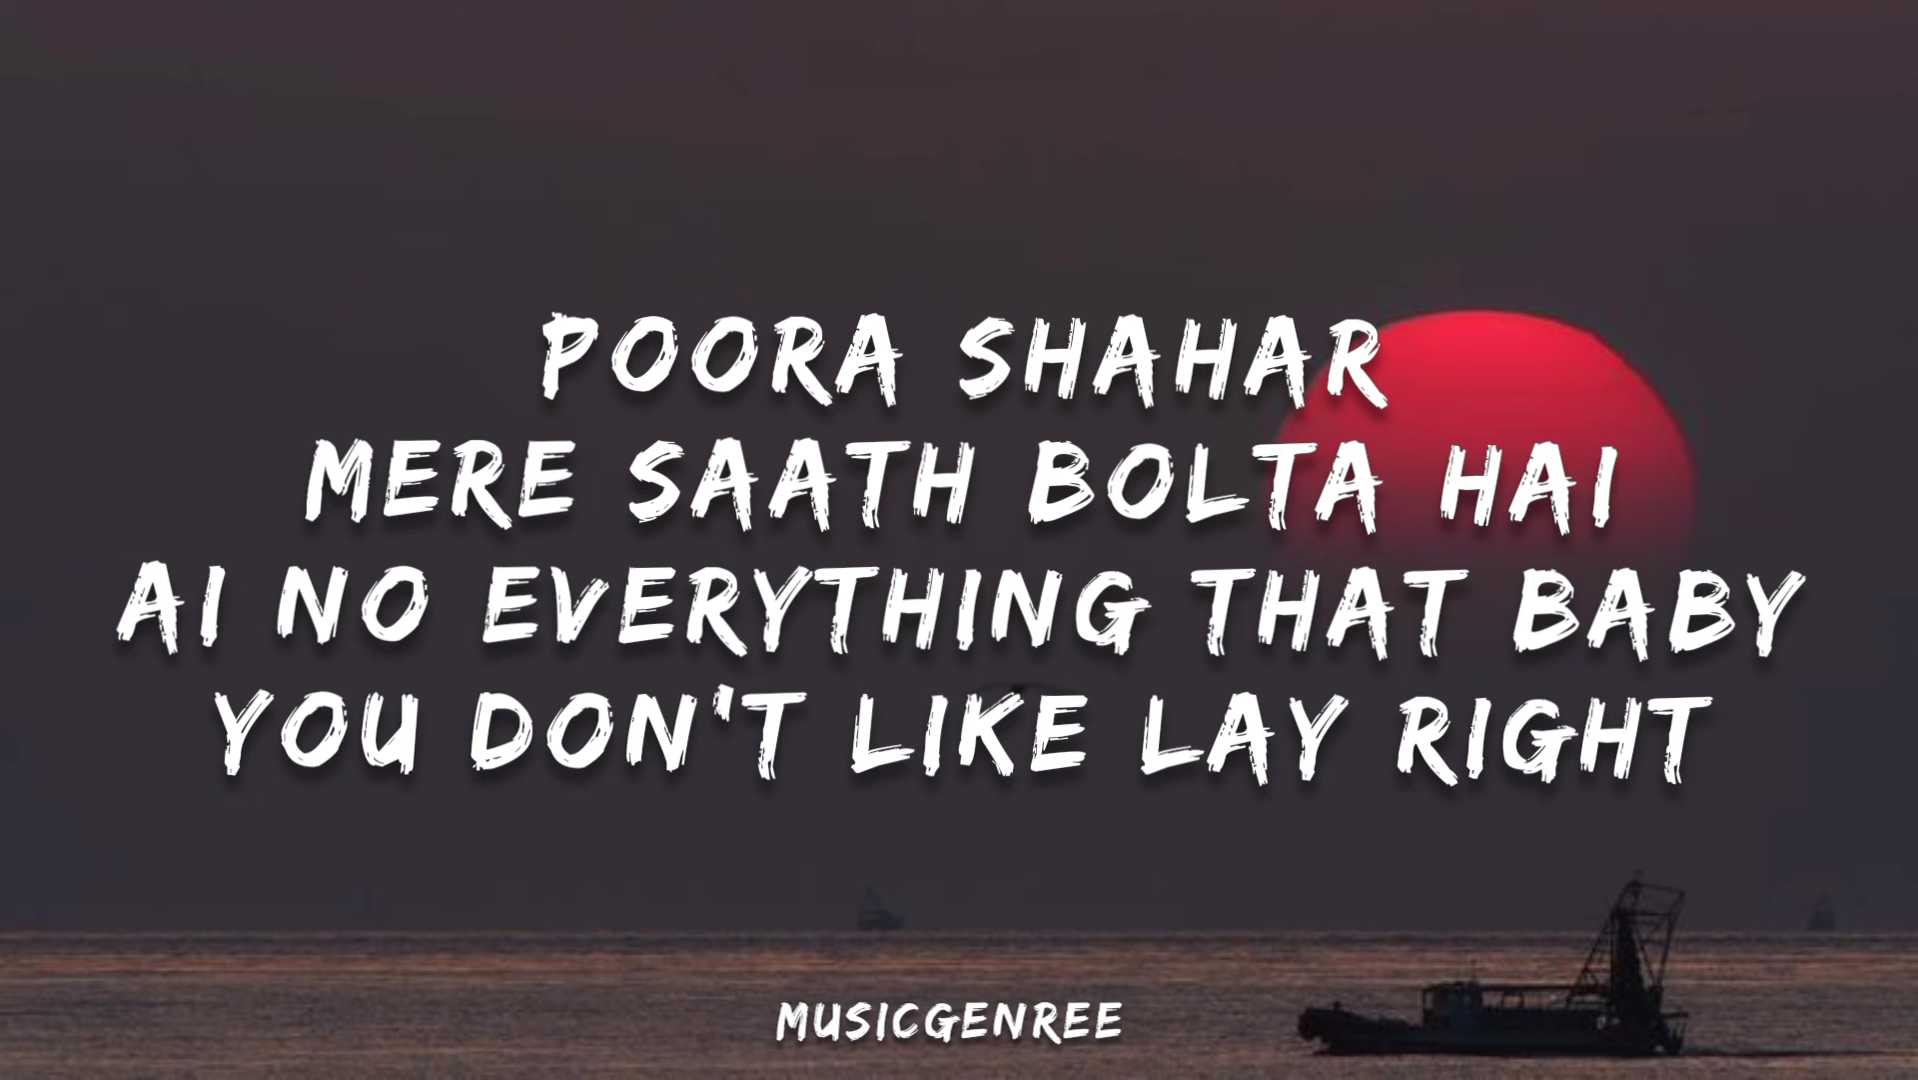 POORA SHAHAR
MERE SAATH BOLTA HAI
AI NO EVERYTHING THAT BABY
YOU DON'T LIKE LAY RIGHT
MUSICGENREE